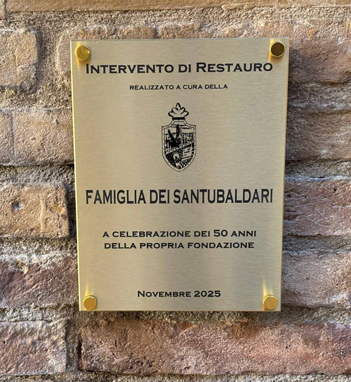 INTERVENTO DI RESTAURO
REALIZZATO A CURA DELLA
FAMIGLIA DEI SANTUBALDARI
A CELEBRAZIONE DEI 50 ANNI
DELLA PROPRIA FONDAZIONE
NOVEMBRE 2025